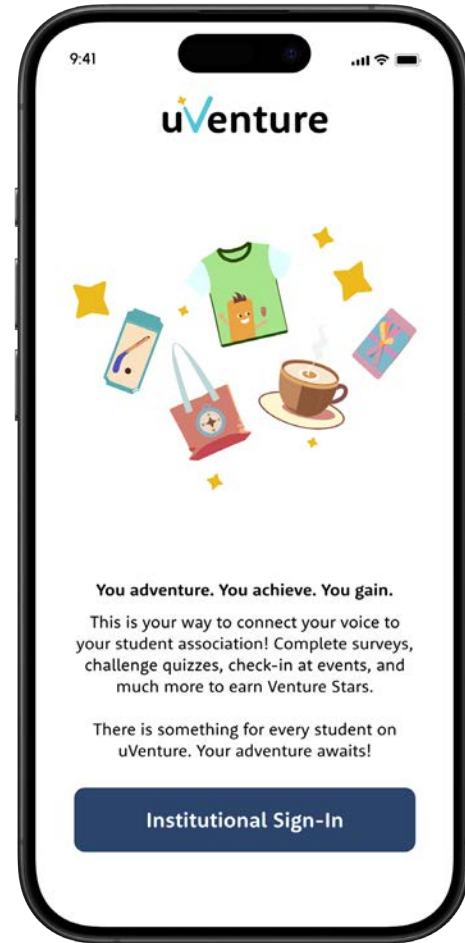 9:41
uVenture
You adventure. You achieve. You gain.
This is your way to connect your voice to
your student association! Complete surveys,
challenge quizzes, check-in at events, and
much more to earn Venture Stars.
There is something for every student on
uVenture. Your adventure awaits!
Institutional Sign-In